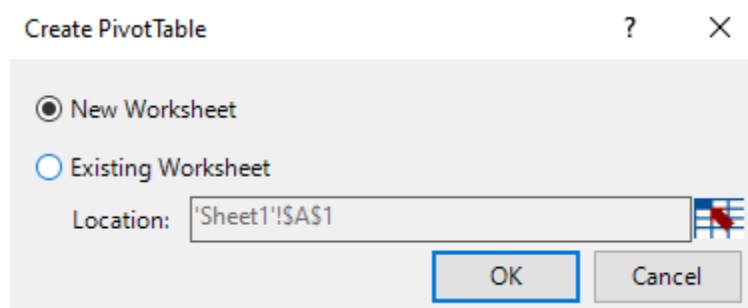 Create PivotTable ? ×
New Worksheet
Existing Worksheet
Location: 'Sheet1'!$A$1
OK Cancel